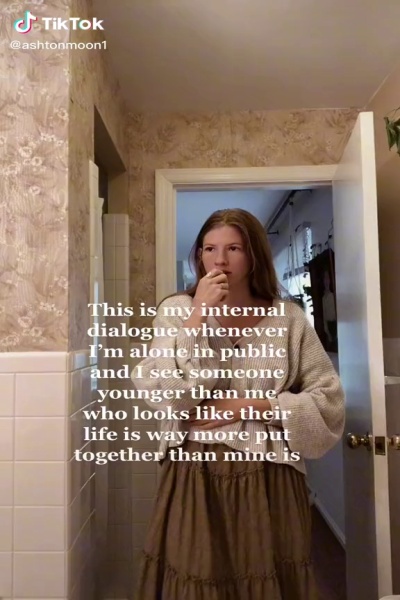 TikTok
@ashtonmoon1
This is my internal
dialogue whenever
I'm alone in public
and I see someone
younger than me
who looks like their
life is way more put
together than mine is